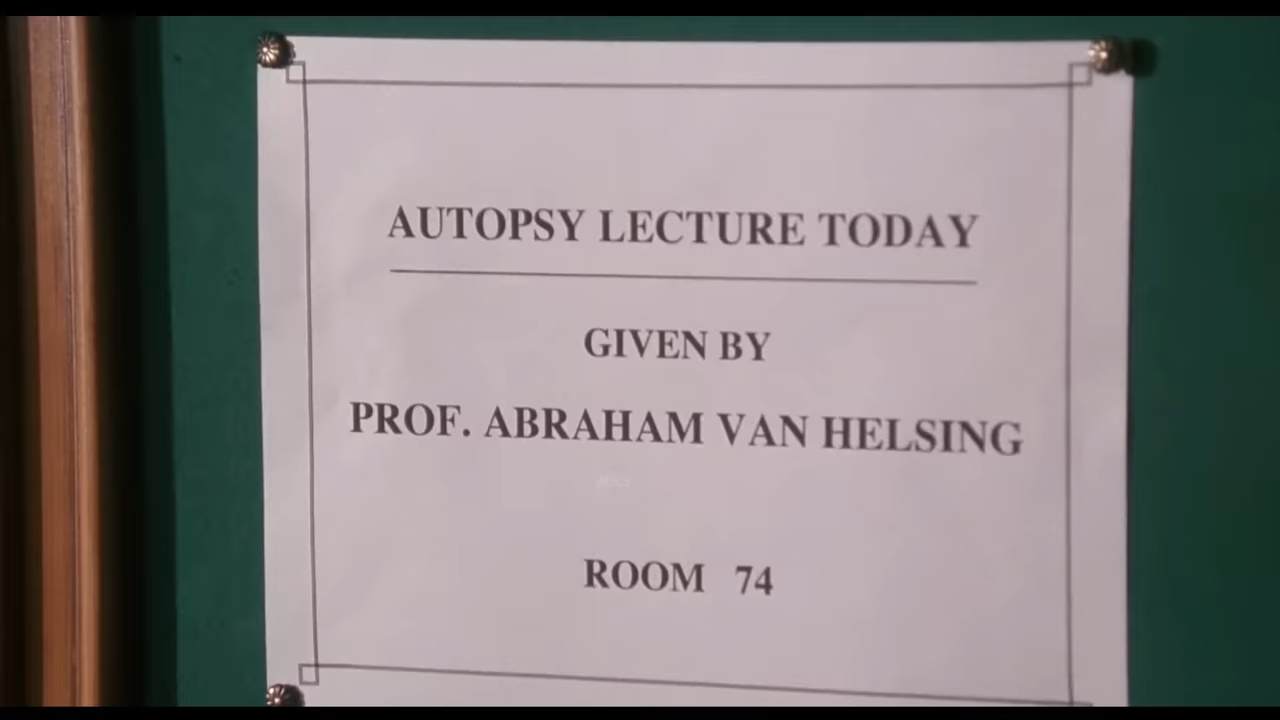 AUTOPSY LECTURE TODAY
GIVEN BY
PROF. ABRAHAM VAN HELSING
ROOM 74